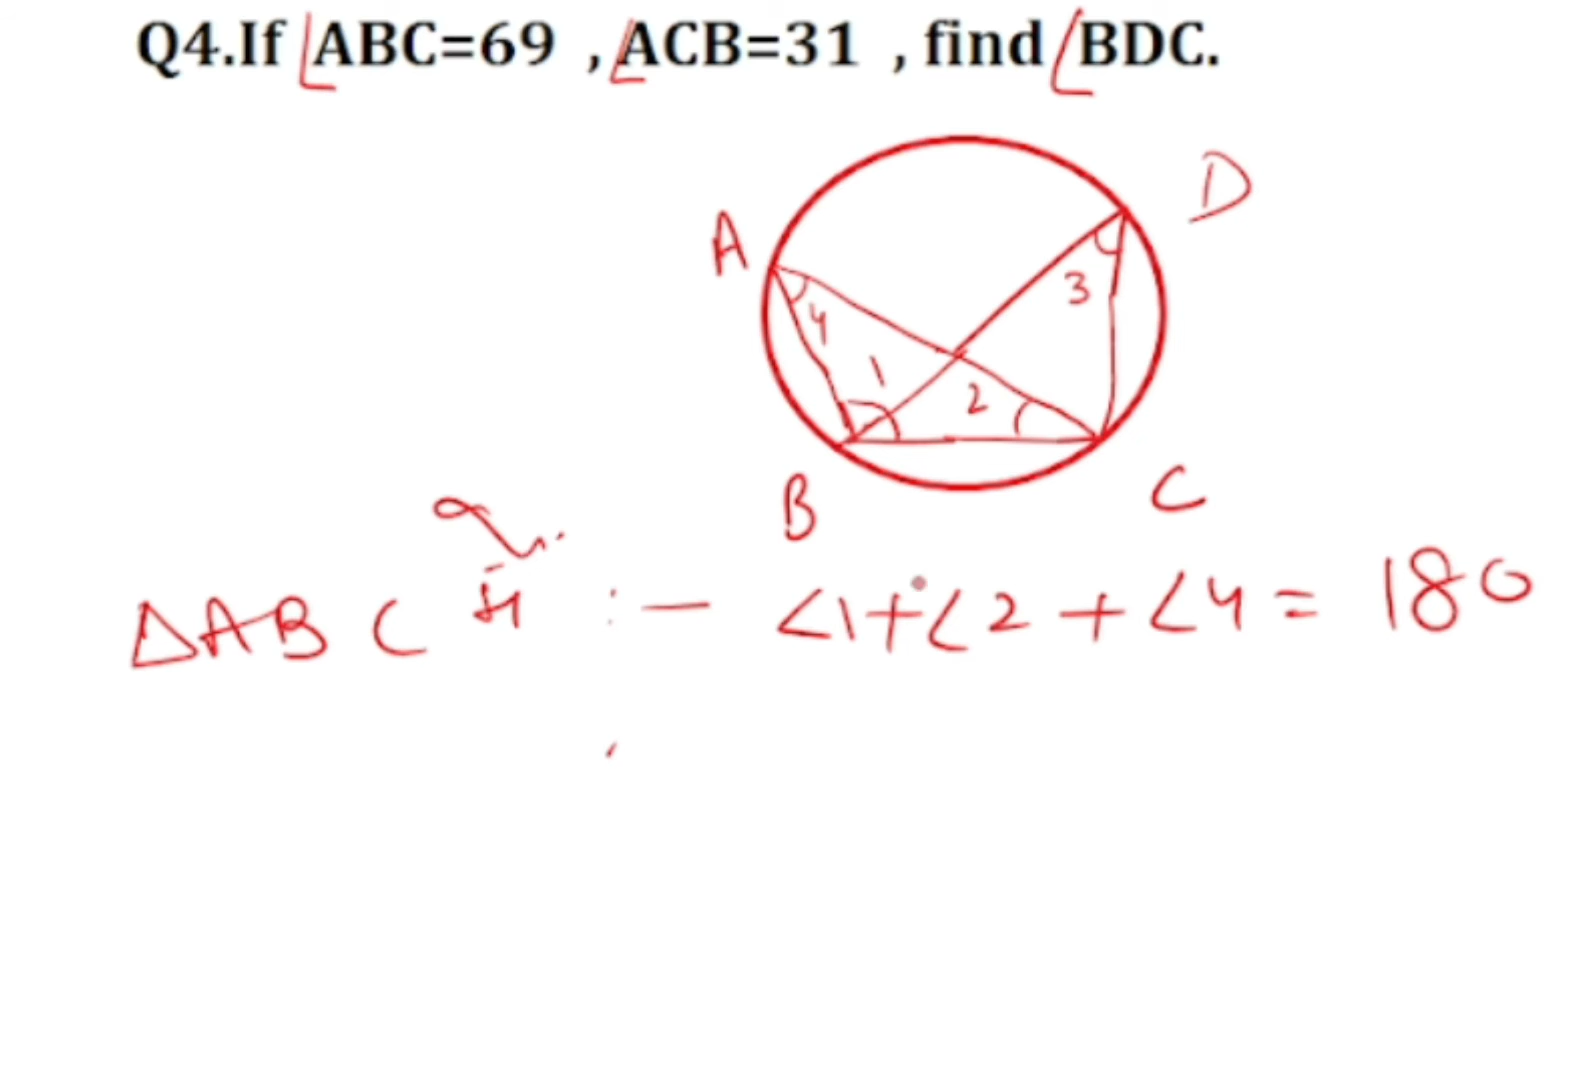 Q4.If ∠ABC=69 , ∠ACB=31 , find ∠BDC.
D
A
3
4
1
2
C
B
ΔABC में :- ∠1+∠2+∠4= 180